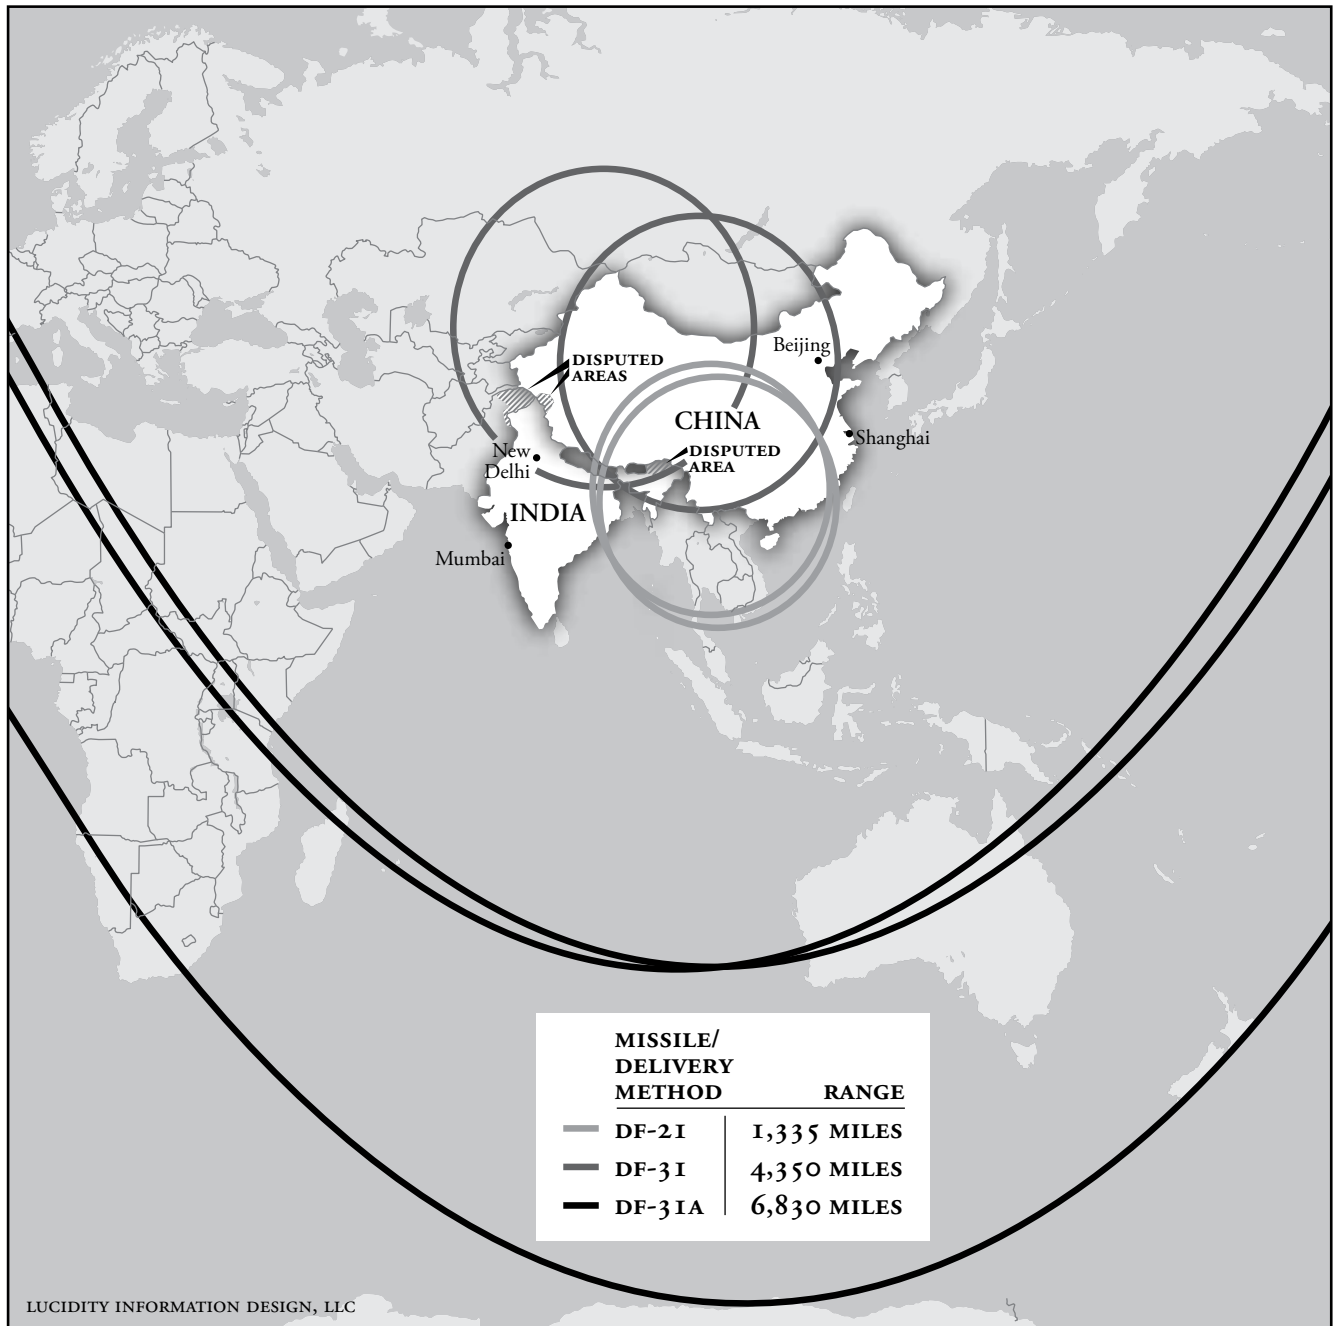 Beijing
DISPUTED
AREAS
CHINA
Shanghai
New
Delhi
DISPUTED
AREA
INDIA
Mumbai
MISSILE/
DELIVERY
METHOD RANGE
DF-21 1,335 MILES
DF-31 4,350 MILES
DF-31A 6,830 MILES
LUCIDITY INFORMATION DESIGN, LLC